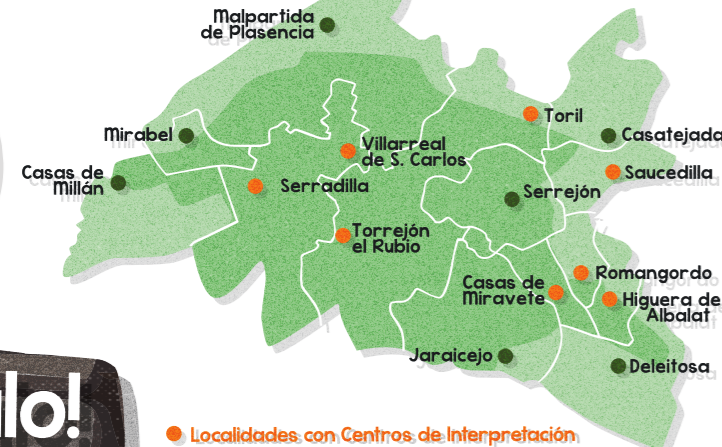 Malpartida
de Plasencia
Toril
Mirabel
Casatejada
Villarreal
de S. Carlos
Casas de
Millán
Saucedilla
Serradilla
Serrejón
Torrejón
el Rubio
Romangordo
Casas de
Miravete
Higuera de
Albalat
Jaraicejo
Deleitosa
lo!
Localidades con Centros de Interpretación